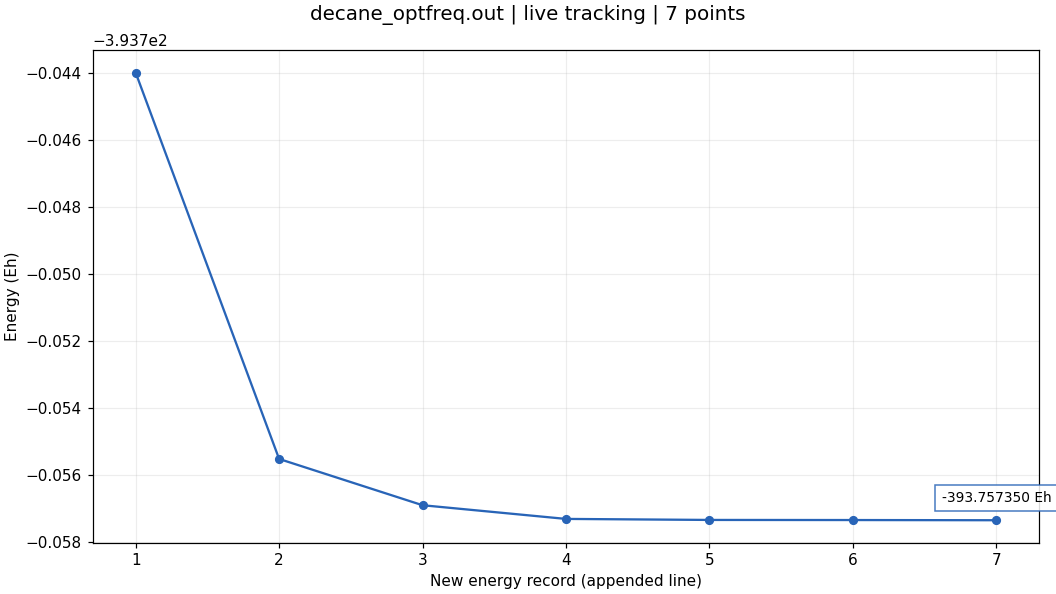 decane_optfreq.out | live tracking | 7 points
−3.937e2
−0.044
−0.046
−0.048
−0.050
−0.052
−0.054
−0.056
−0.058
Energy (Eh)
-393.757350 Eh
1 2 3 4 5 6 7
New energy record (appended line)